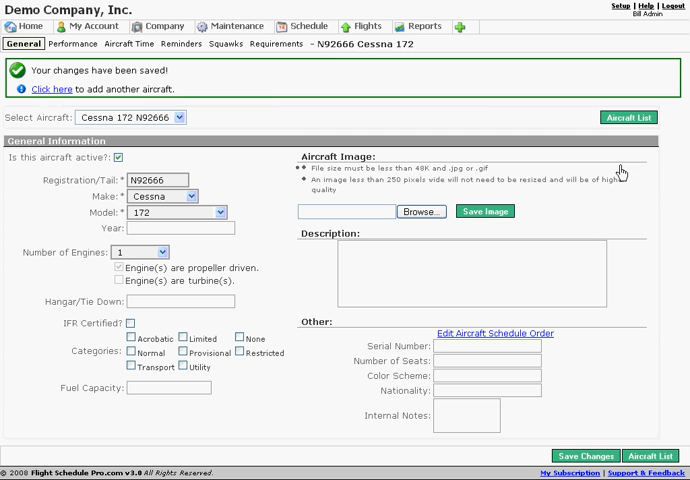 Demo Company, Inc.
Setup | Help | Logout
Bill Admin
Home My Account Company Maintenance Schedule Flights Reports
General Performance Aircraft Time Reminders Squawks Requirements - N92666 Cessna 172
Your changes have been saved!
Click here to add another aircraft.
Select Aircraft: Cessna 172 N92666 Aircraft List
General Information
Is this aircraft active?:
Registration/Tail: * N92666
Make: * Cessna
Model: * 172
Year:
Number of Engines: 1
Engine(s) are propeller driven.
Engine(s) are turbine(s).
Hangar/Tie Down:
IFR Certified?
Categories:
Acrobatic Limited None
Normal Provisional Restricted
Transport Utility
Fuel Capacity:
Aircraft Image:
File size must be less than 48K and .jpg or .gif
An image less than 250 pixels wide will not need to be resized and will be of high
quality
Browse... Save Image
Description:
Other:
Edit Aircraft Schedule Order
Serial Number:
Number of Seats:
Color Scheme:
Nationality:
Internal Notes:
Save Changes Aircraft List
© 2008 Flight Schedule Pro.com v3.0 All Rights Reserved.
My Subscription | Support & Feedback